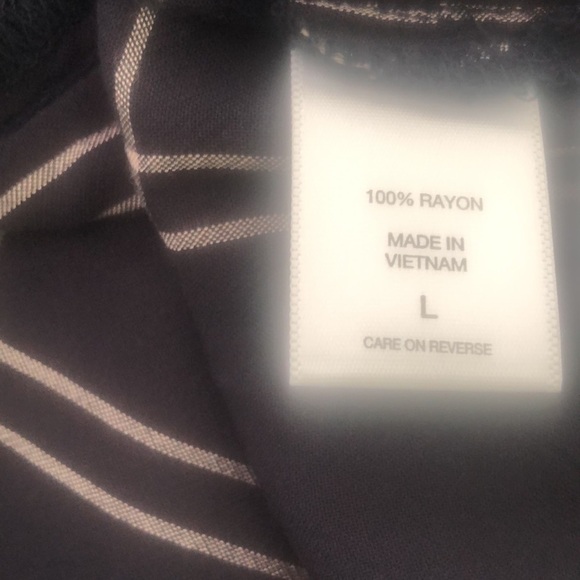 100% RAYON
MADE IN
VIETNAM
L
CARE ON REVERSE